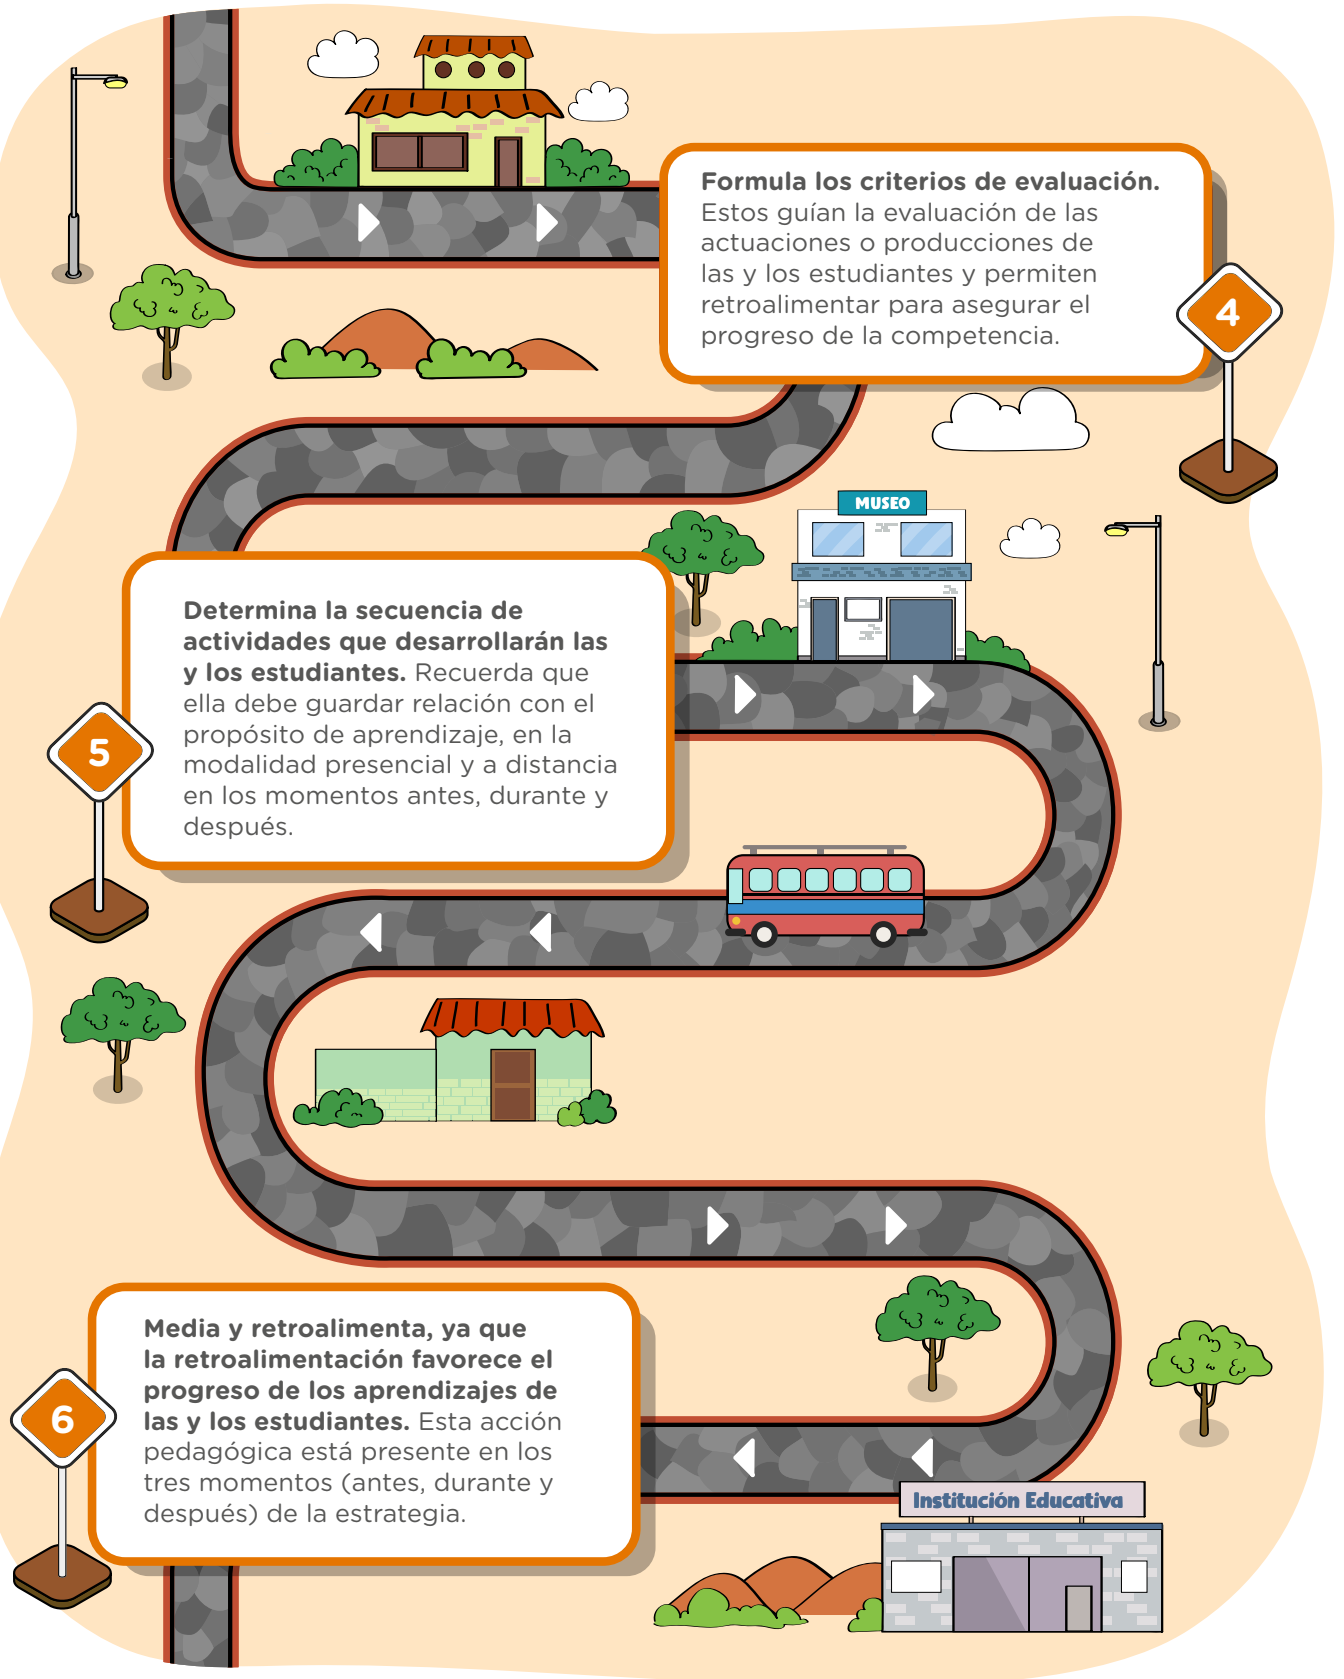 Formula los criterios de evaluación.
Estos guían la evaluación de las
actuaciones o producciones de
las y los estudiantes y permiten
retroalimentar para asegurar el
progreso de la competencia.
4
MUSEO
Determina la secuencia de
actividades que desarrollarán las
y los estudiantes. Recuerda que
ella debe guardar relación con el
propósito de aprendizaje, en la
modalidad presencial y a distancia
en los momentos antes, durante y
después.
5
Media y retroalimenta, ya que
la retroalimentación favorece el
progreso de los aprendizajes de
las y los estudiantes. Esta acción
pedagógica está presente en los
tres momentos (antes, durante y
después) de la estrategia.
6
Institución Educativa